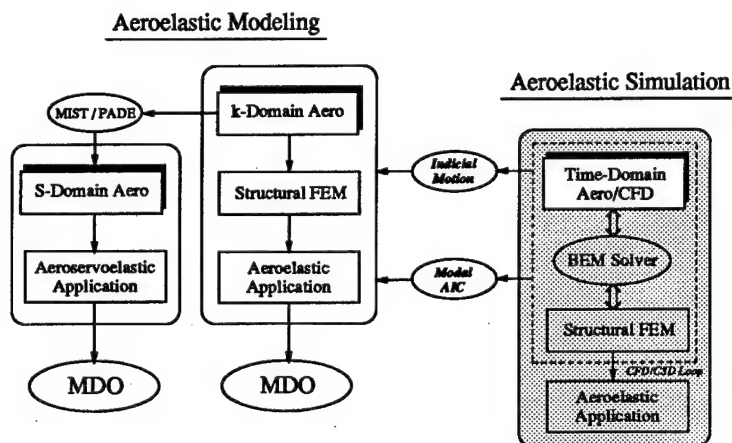 Aeroelastic Modeling
Aeroelastic Simulation
MIST / PADE
k-Domain Aero
S-Domain Aero
Structural FEM
Aeroservoelastic
Application
Aeroelastic
Application
MDO
MDO
Indicial
Motion
Modal
AIC
Time-Domain
Aero/CFD
BEM Solver
Structural FEM
CFD/CSD Loop
Aeroelastic
Application